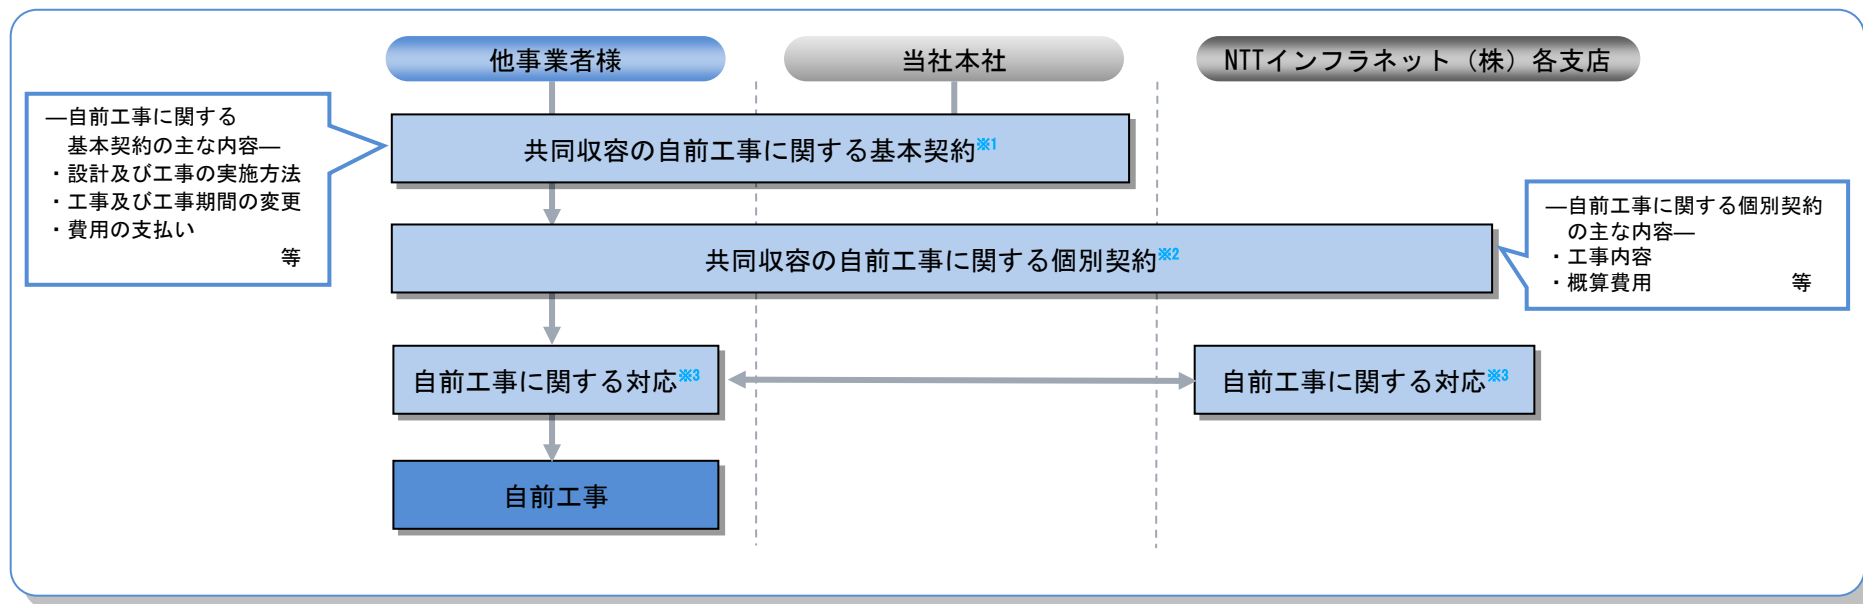 他事業者様
当社本社
NTTインフラネット（株）各支店
―自前工事に関する
基本契約の主な内容―
・設計及び工事の実施方法
・工事及び工事期間の変更
・費用の支払い
等
共同収容の自前工事に関する基本契約※1
共同収容の自前工事に関する個別契約※2
―自前工事に関する個別契約
の主な内容―
・工事内容
・概算費用 等
自前工事に関する対応※3
自前工事に関する対応※3
自前工事